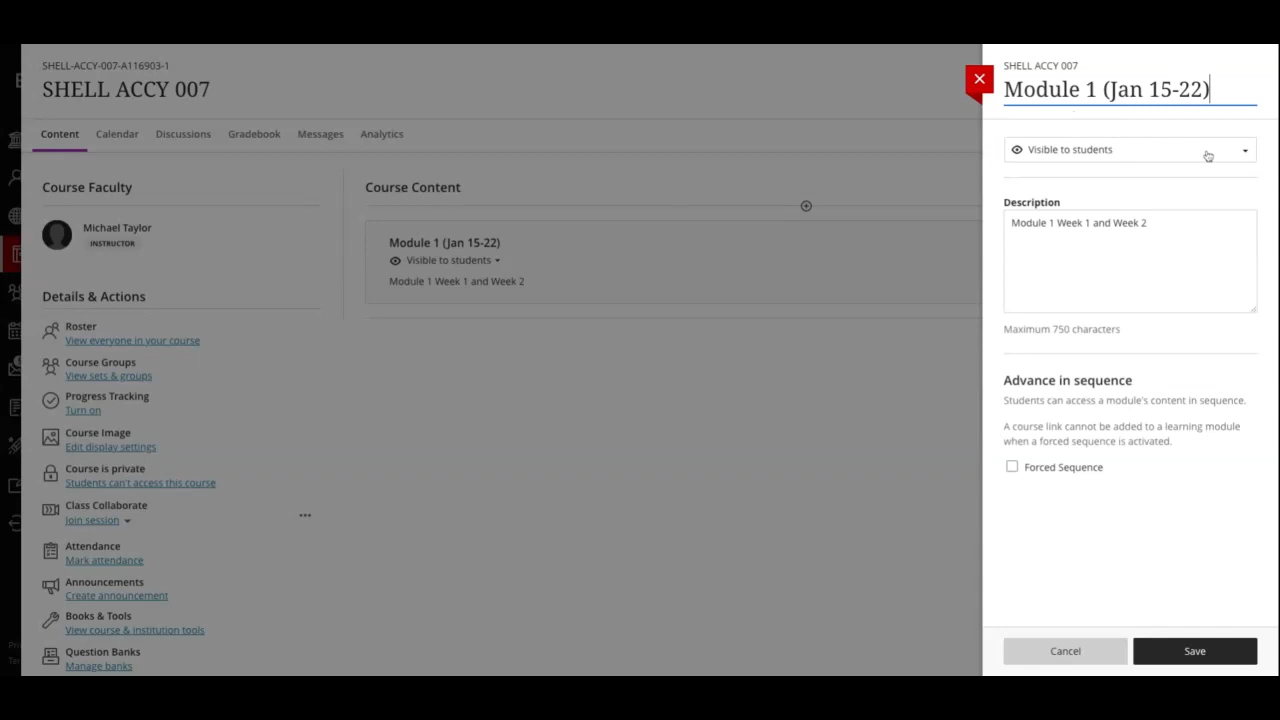 SHELL-ACCY-007-A116903-1
SHELL ACCY 007
Content
Calendar
Discussions
Gradebook
Messages
Analytics
Course Faculty
Michael Taylor
INSTRUCTOR
Details & Actions
Roster
View everyone in your course
Course Groups
View sets & groups
Progress Tracking
Turn on
Course Image
Edit display settings
Course is private
Students can't access this course
Class Collaborate
Join session
Attendance
Mark attendance
Announcements
Create announcement
Books & Tools
View course & institution tools
Question Banks
Manage banks
Course Content
Module 1 (Jan 15-22)
Visible to students
Module 1 Week 1 and Week 2
SHELL ACCY 007
Module 1 (Jan 15-22)
Visible to students
Description
Module 1 Week 1 and Week 2
Maximum 750 characters
Advance in sequence
Students can access a module's content in sequence.
A course link cannot be added to a learning module
when a forced sequence is activated.
Forced Sequence
Cancel
Save